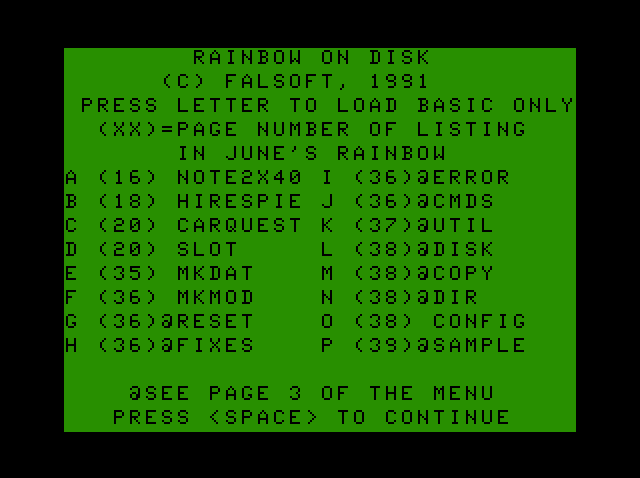 RAINBOW ON DISK
(C) FALSOFT, 1991
PRESS LETTER TO LOAD BASIC ONLY
(XX)=PAGE NUMBER OF LISTING
IN JUNE'S RAINBOW
A (16) NOTE2X40 I (36)@ERROR
B (18) HIRESPIE J (36)@CMDS
C (20) CARQUEST K (37)@UTIL
D (20) SLOT L (38)@DISK
E (35) MKDAT M (38)@COPY
F (36) MKMOD N (38)@DIR
G (36)@RESET O (38) CONFIG
H (36)@FIXES P (39)@SAMPLE
@SEE PAGE 3 OF THE MENU
PRESS <SPACE> TO CONTINUE